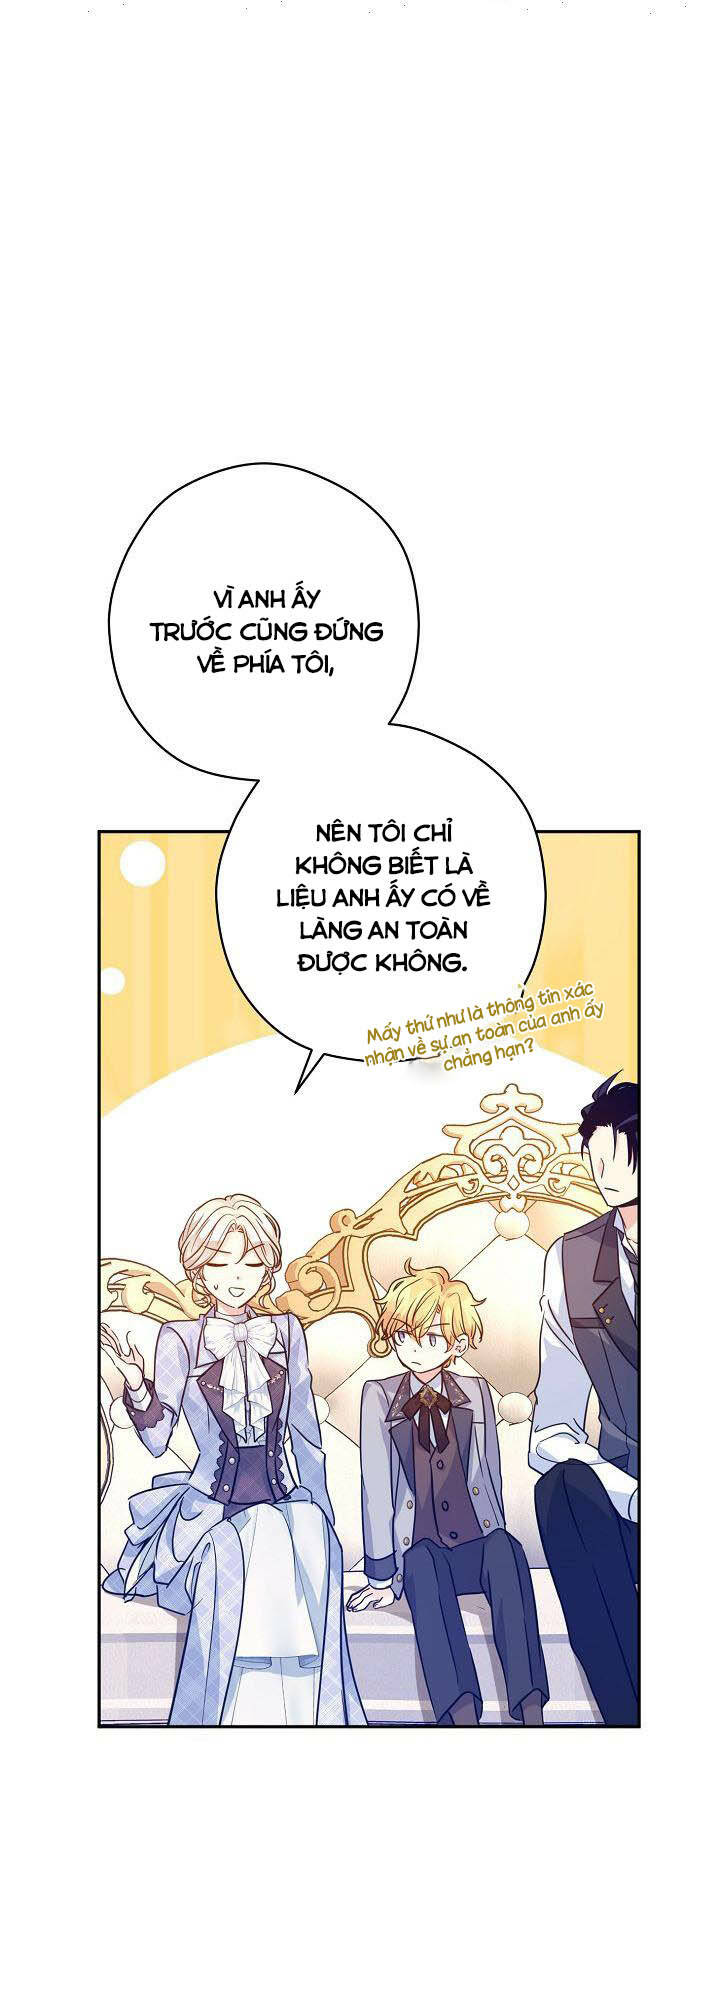 VÌ ANH ẤY
TRƯỚC CŨNG ĐỨNG
VỀ PHÍA TÔI,
NÊN TÔI CHỈ
KHÔNG BIẾT LÀ
LIỆU ANH ẤY CÓ VỀ
LÀNG AN TOÀN
ĐƯỢC KHÔNG.
Mấy thứ như là thông tin xác
nhận về sự an toàn của anh ấy
chẳng hạn?